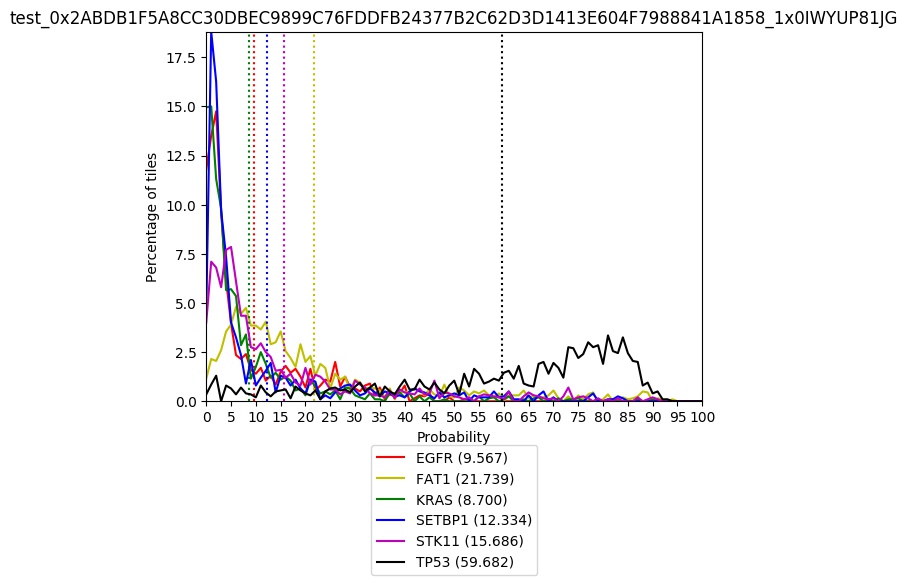 test_0x2ABDB1F5A8CC30DBEC9899C76FDDFB24377B2C62D3D1413E604F7988841A1858_1x0IWYUP81JG
17.5
15.0
12.5
10.0
7.5
5.0
2.5
0.0
Percentage of tiles
0 5 10 15 20 25 30 35 40 45 50 55 60 65 70 75 80 85 90 95 100
Probability
EGFR (9.567)
FAT1 (21.739)
KRAS (8.700)
SETBP1 (12.334)
STK11 (15.686)
TP53 (59.682)